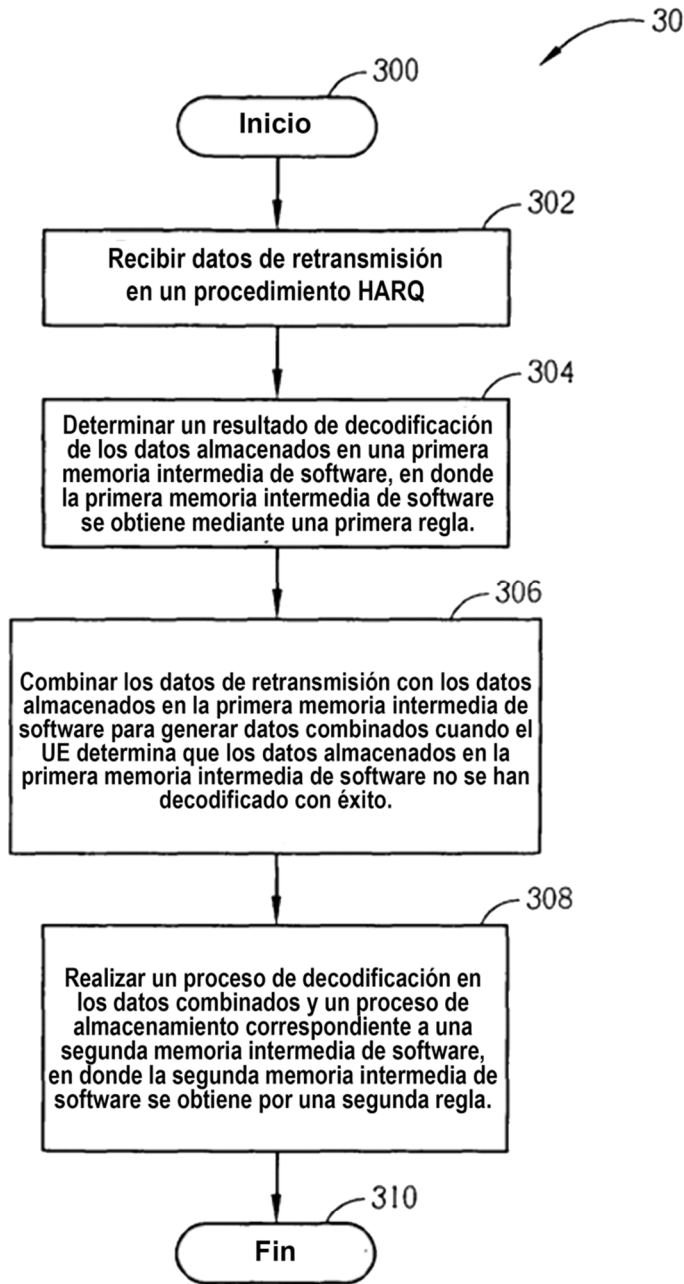 30
300
Inicio
302
Recibir datos de retransmisión
en un procedimiento HARQ
304
Determinar un resultado de decodificación
de los datos almacenados en una primera
memoria intermedia de software, en donde
la primera memoria intermedia de software
se obtiene mediante una primera regla.
306
Combinar los datos de retransmisión con los datos
almacenados en la primera memoria intermedia de
software para generar datos combinados cuando el
UE determina que los datos almacenados en la
primera memoria intermedia de software no se han
decodificado con éxito.
308
Realizar un proceso de decodificación en
los datos combinados y un proceso de
almacenamiento correspondiente a una
segunda memoria intermedia de software,
en donde la segunda memoria intermedia de
software se obtiene por una segunda regla.
310
Fin